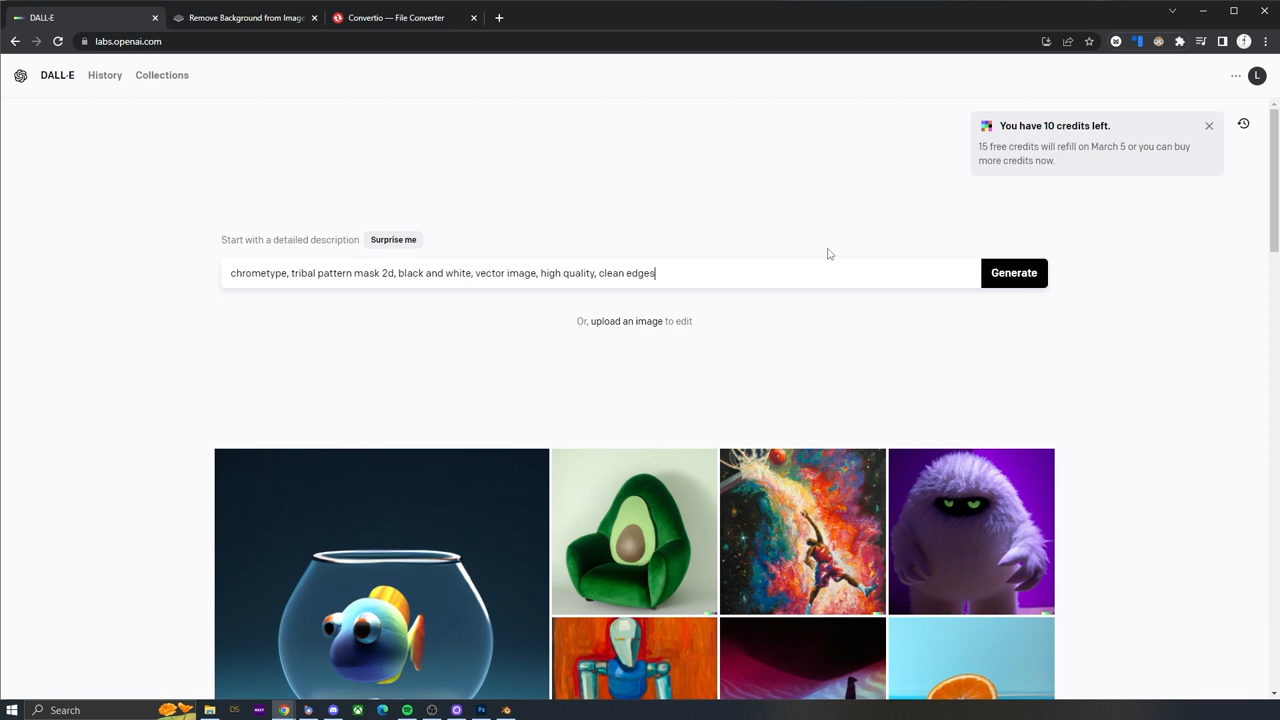 DALL·E
Remove Background from Image
Convertio — File Converter
labs.openai.com
DALL·E
History
Collections
L
You have 10 credits left.
15 free credits will refill on March 5 or you can buy
more credits now.
Start with a detailed description
Surprise me
chrometype, tribal pattern mask 2d, black and white, vector image, high quality, clean edges
Generate
Or, upload an image to edit
Search
DS